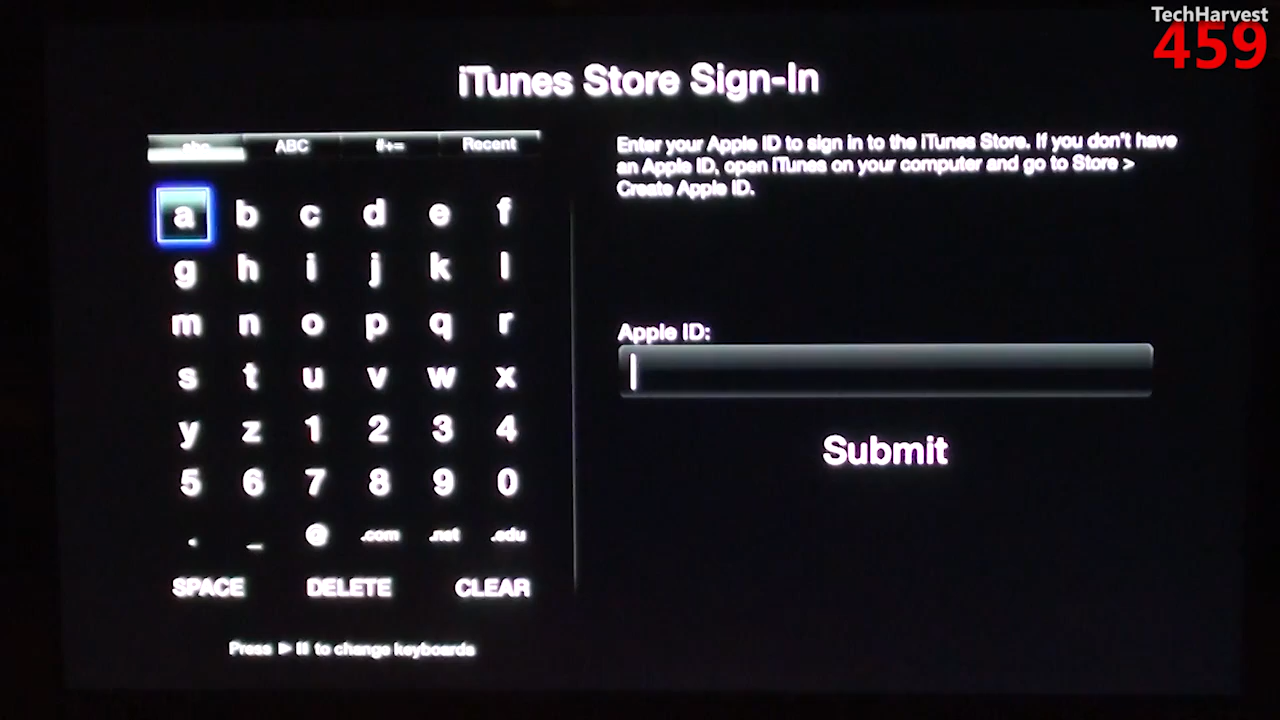 TechHarvest
459
iTunes Store Sign-In
abc ABC #+= Recent
Enter your Apple ID to sign in to the iTunes Store. If you don't have
an Apple ID, open iTunes on your computer and go to Store >
Create Apple ID.
a b c d e f
g h i j k l
m n o p q r
s t u v w x
y z 1 2 3 4
5 6 7 8 9 0
. _ @ .com .net .edu
SPACE DELETE CLEAR
Press ▶ II to change keyboards
Apple ID:
Submit